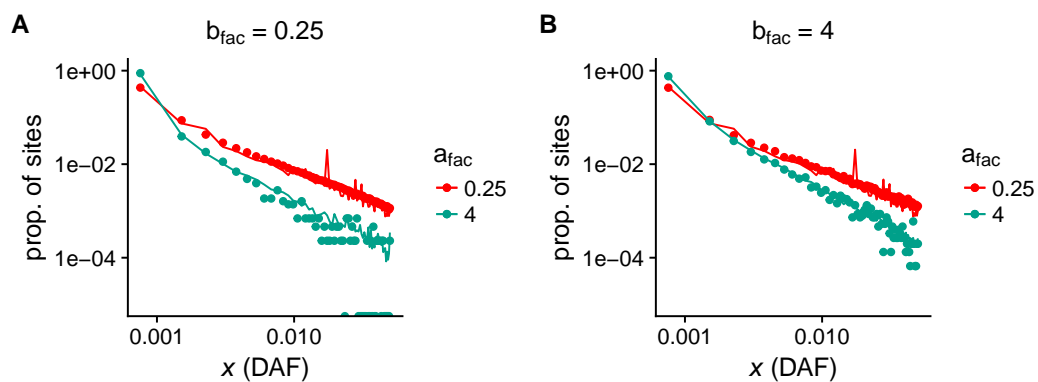 A
b_fac = 0.25
prop. of sites
1e+00
1e−02
1e−04
0.001
0.010
x (DAF)
a_fac
0.25
4
B
b_fac = 4
prop. of sites
1e+00
1e−02
1e−04
0.001
0.010
x (DAF)
a_fac
0.25
4